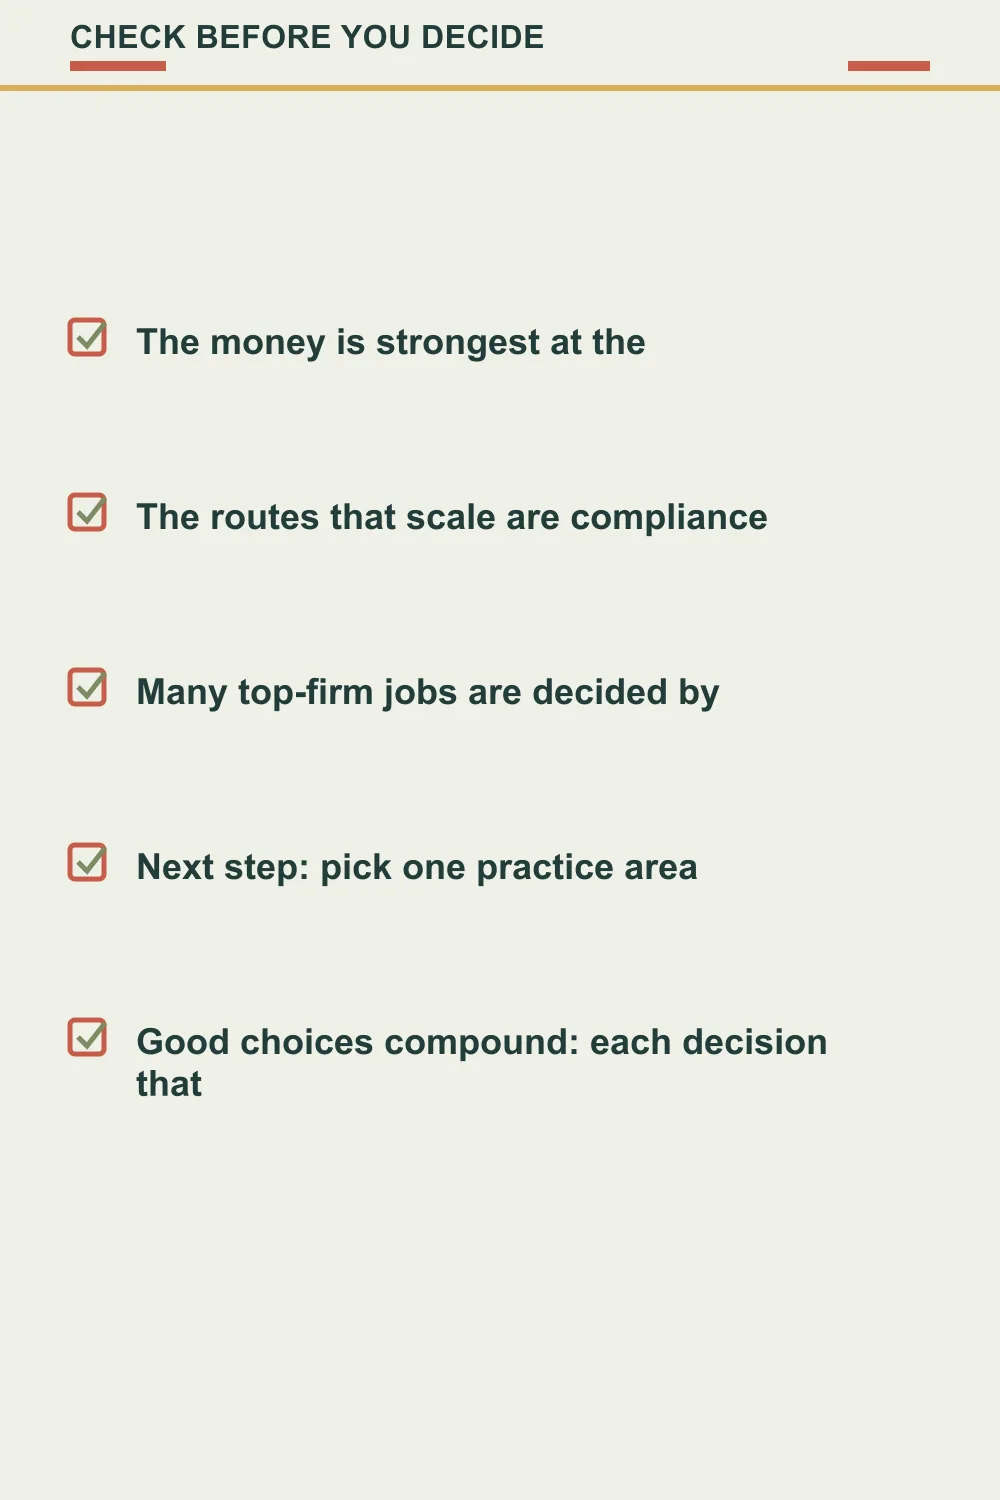 CHECK BEFORE YOU DECIDE
The money is strongest at the
The routes that scale are compliance
Many top-firm jobs are decided by
Next step: pick one practice area
Good choices compound: each decision
that